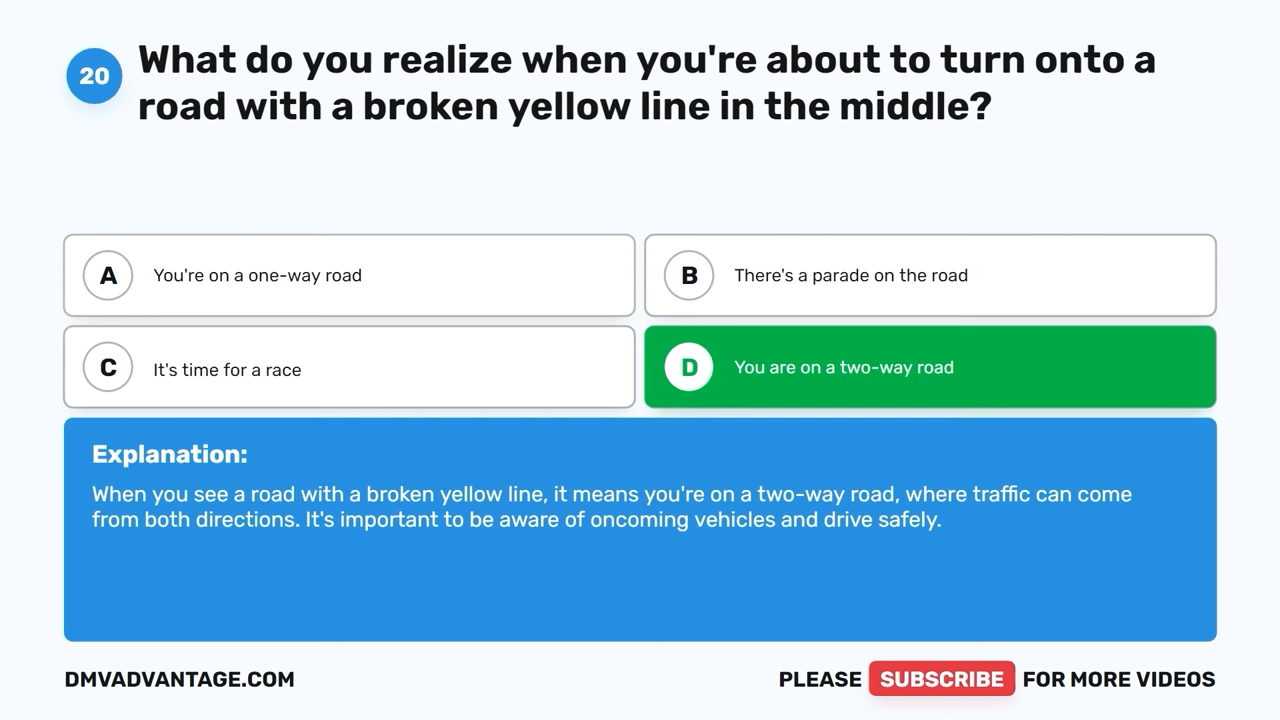 20
What do you realize when you're about to turn onto a
road with a broken yellow line in the middle?
A
You're on a one-way road
B
There's a parade on the road
C
It's time for a race
D
You are on a two-way road
Explanation:
When you see a road with a broken yellow line, it means you're on a two-way road, where traffic can come
from both directions. It's important to be aware of oncoming vehicles and drive safely.
DMVADVANTAGE.COM
PLEASE SUBSCRIBE FOR MORE VIDEOS